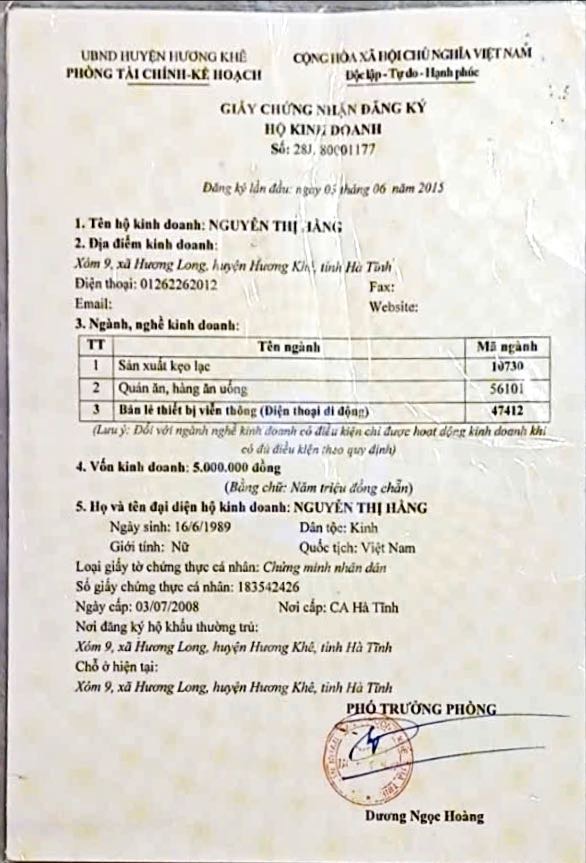 UBND HUYỆN HƯƠNG KHÊ
PHÒNG TÀI CHÍNH-KẾ HOẠCH
CỘNG HÒA XÃ HỘI CHỦ NGHĨA VIỆT NAM
Độc lập - Tự do - Hạnh phúc
GIẤY CHỨNG NHẬN ĐĂNG KÝ
HỘ KINH DOANH
Số: 28J. 80001177
Đăng ký lần đầu: ngày 05 tháng 06 năm 2015
1. Tên hộ kinh doanh: NGUYỄN THỊ HẰNG
2. Địa điểm kinh doanh:
Xóm 9, xã Hương Long, huyện Hương Khê, tỉnh Hà Tĩnh
Điện thoại: 01262262012 Fax:
Email: Website:
3. Ngành, nghề kinh doanh:
TT Tên ngành Mã ngành
1 Sản xuất kẹo lạc 10730
2 Quán ăn, hàng ăn uống 56101
3 Bán lẻ thiết bị viễn thông (Điện thoại di động) 47412
(Lưu ý: Đối với ngành nghề kinh doanh có điều kiện chỉ được hoạt động kinh doanh khi
có đủ điều kiện theo quy định)
4. Vốn kinh doanh: 5.000.000 đồng
(Bằng chữ: Năm triệu đồng chẵn)
5. Họ và tên đại diện hộ kinh doanh: NGUYỄN THỊ HẰNG
Ngày sinh: 16/6/1989 Dân tộc: Kinh
Giới tính: Nữ Quốc tịch: Việt Nam
Loại giấy tờ chứng thực cá nhân: Chứng minh nhân dân
Số giấy chứng thực cá nhân: 183542426
Ngày cấp: 03/07/2008 Nơi cấp: CA Hà Tĩnh
Nơi đăng ký hộ khẩu thường trú:
Xóm 9, xã Hương Long, huyện Hương Khê, tỉnh Hà Tĩnh
Chỗ ở hiện tại:
Xóm 9, xã Hương Long, huyện Hương Khê, tỉnh Hà Tĩnh
PHÓ TRƯỞNG PHÒNG
Dương Ngọc Hoàng